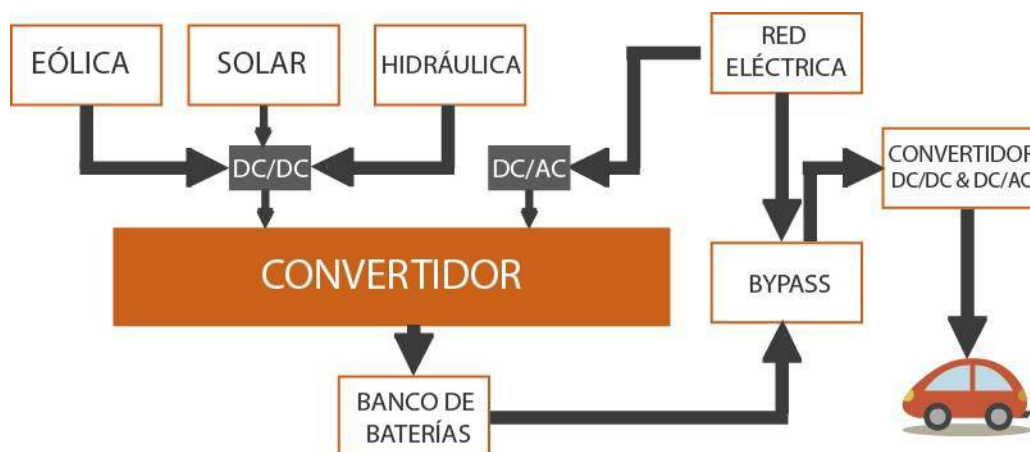 EÓLICA
SOLAR
HIDRÁULICA
RED
ELÉCTRICA
DC/DC
DC/AC
CONVERTIDOR
DC/DC & DC/AC
CONVERTIDOR
BYPASS
BANCO DE
BATERÍAS